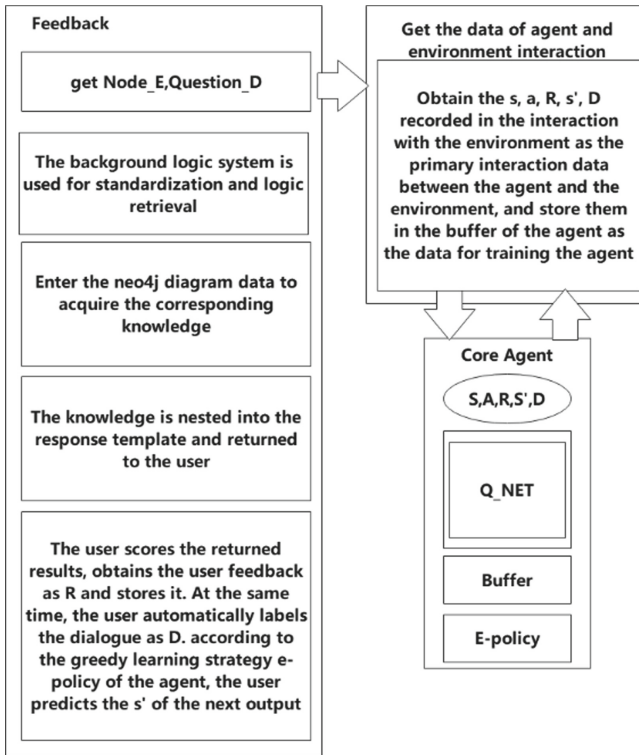 Feedback
get Node_E,Question_D
The background logic system is
used for standardization and logic
retrieval
Enter the neo4j diagram data to
acquire the corresponding
knowledge
The knowledge is nested into the
response template and returned
to the user
The user scores the returned
results, obtains the user feedback
as R and stores it. At the same
time, the user automatically labels
the dialogue as D. according to
the greedy learning strategy e-
policy of the agent, the user
predicts the s' of the next output
Get the data of agent and
environment interaction
Obtain the s, a, R, s', D
recorded in the interaction
with the environment as the
primary interaction data
between the agent and the
environment, and store them
in the buffer of the agent as
the data for training the agent
Core Agent
S,A,R,S',D
Q_NET
Buffer
E-policy